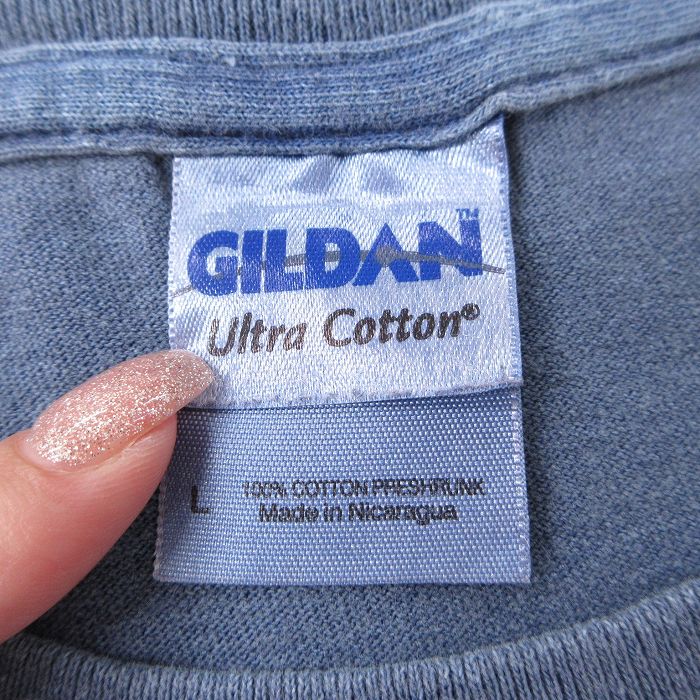 GILDAN™
Ultra Cotton®
L 100% COTTON PRESHRUNK
Made in Nicaragua